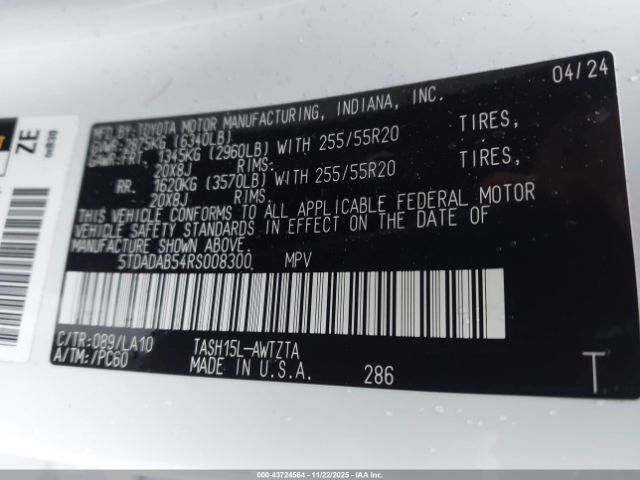 04/24
MFD. BY: TOYOTA MOTOR MANUFACTURING, INDIANA, INC.
GVWR: 2875KG (6340LB)
GAWR: FRT. 1345KG (2960LB) WITH 255/55R20 TIRES,
20X8J RIMS.
RR. 1620KG (3570LB) WITH 255/55R20 TIRES,
20X8J RIMS.
THIS VEHICLE CONFORMS TO ALL APPLICABLE FEDERAL MOTOR
VEHICLE SAFETY STANDARDS IN EFFECT ON THE DATE OF
MANUFACTURE SHOWN ABOVE.
5TDADAB54RS008300 MPV
C/TR:089/LA10 TASH15L-AWTZTA
A/TM:/PC60 MADE IN U.S.A. 286 T
ZE
000-43724564 - 11/22/2025 - IAAI.COM